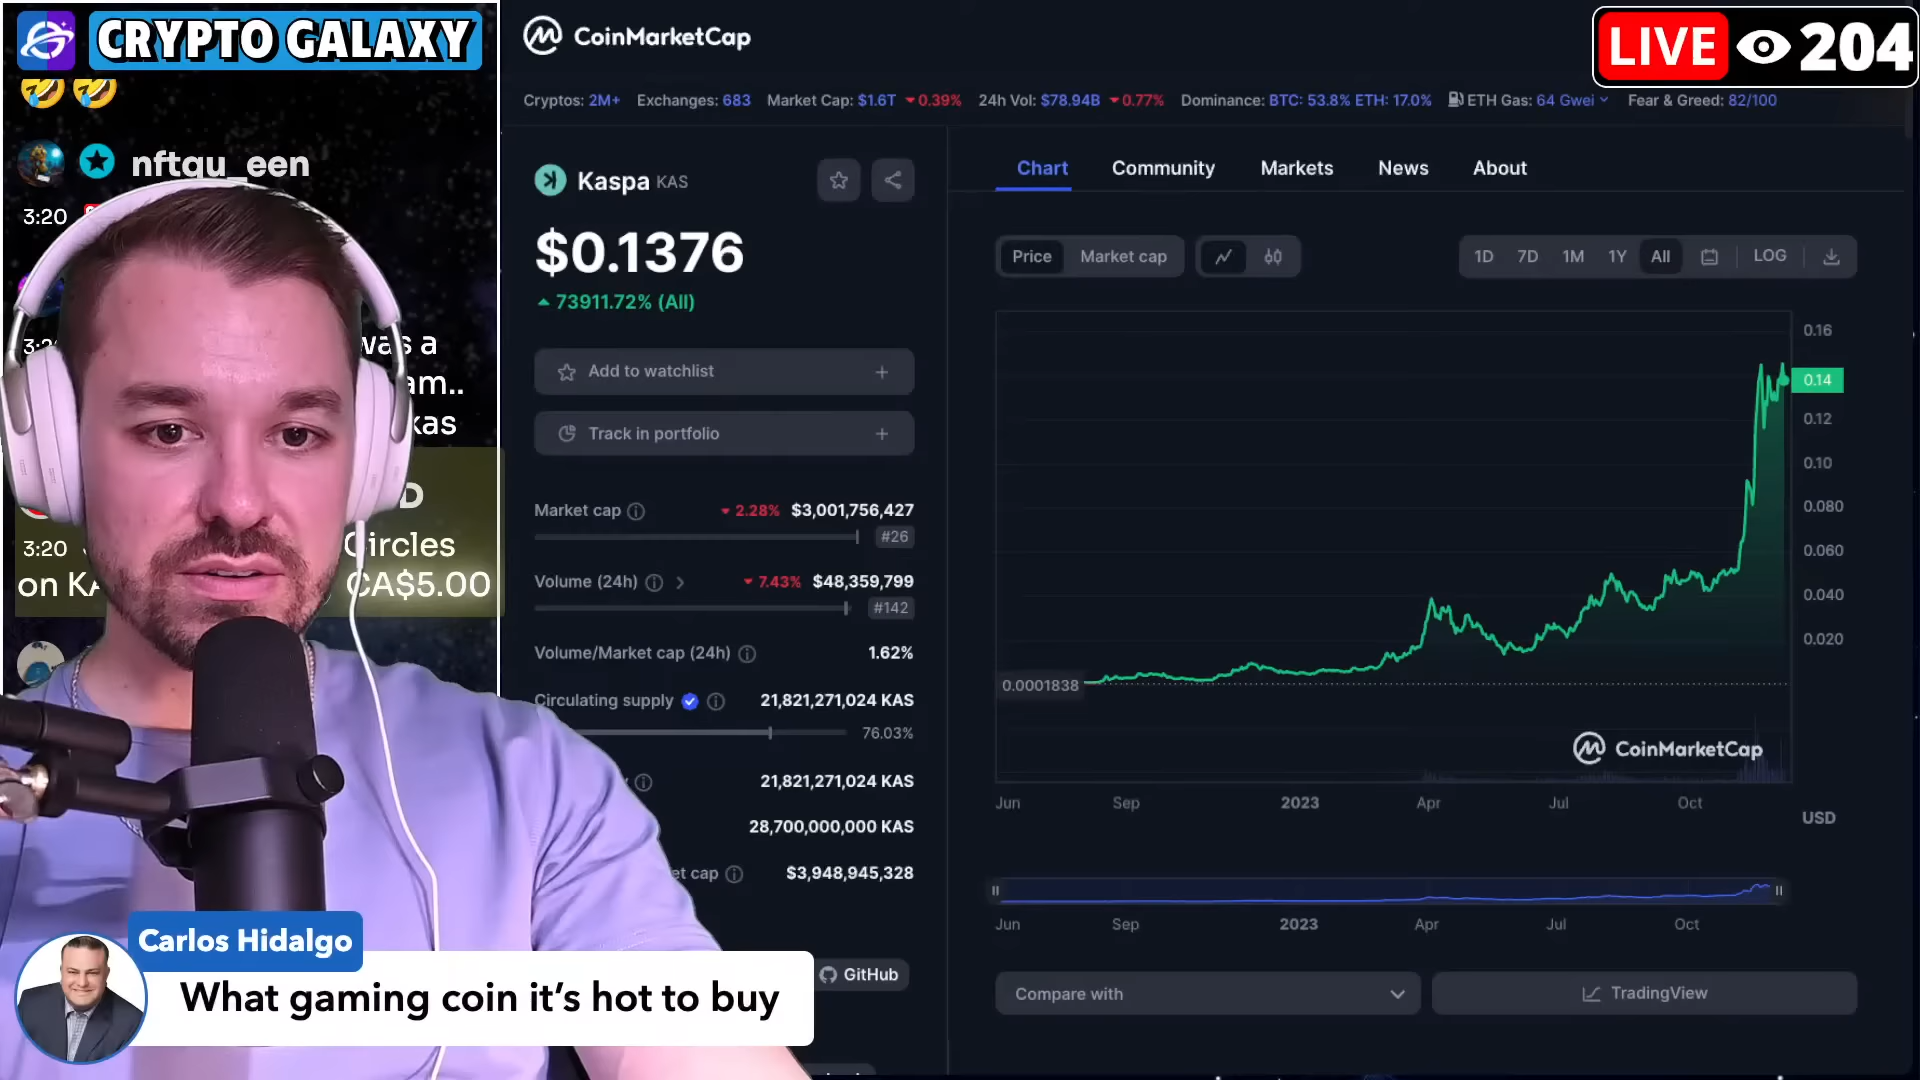 CRYPTO GALAXY
nftqu_een
3:20
was a
am..
kas
3:20
Circles
on KA
CA$5.00
Carlos Hidalgo
What gaming coin it's hot to buy
CoinMarketCap
LIVE 204
Cryptos: 2M+ Exchanges: 683 Market Cap: $1.6T 0.39% 24h Vol: $78.94B 0.77% Dominance: BTC: 53.8% ETH: 17.0% ETH Gas: 64 Gwei Fear & Greed: 82/100
Kaspa KAS
$0.1376
73911.72% (All)
Add to watchlist +
Track in portfolio +
Market cap 2.28% $3,001,756,427
#26
Volume (24h) 7.43% $48,359,799
#142
Volume/Market cap (24h) 1.62%
Circulating supply 21,821,271,024 KAS
76.03%
21,821,271,024 KAS
28,700,000,000 KAS
et cap $3,948,945,328
GitHub
Chart Community Markets News About
Price Market cap
1D 7D 1M 1Y All LOG
0.16
0.14
0.12
0.10
0.080
0.060
0.040
0.020
0.0001838
CoinMarketCap
Jun Sep 2023 Apr Jul Oct
USD
Jun Sep 2023 Apr Jul Oct
Compare with
TradingView